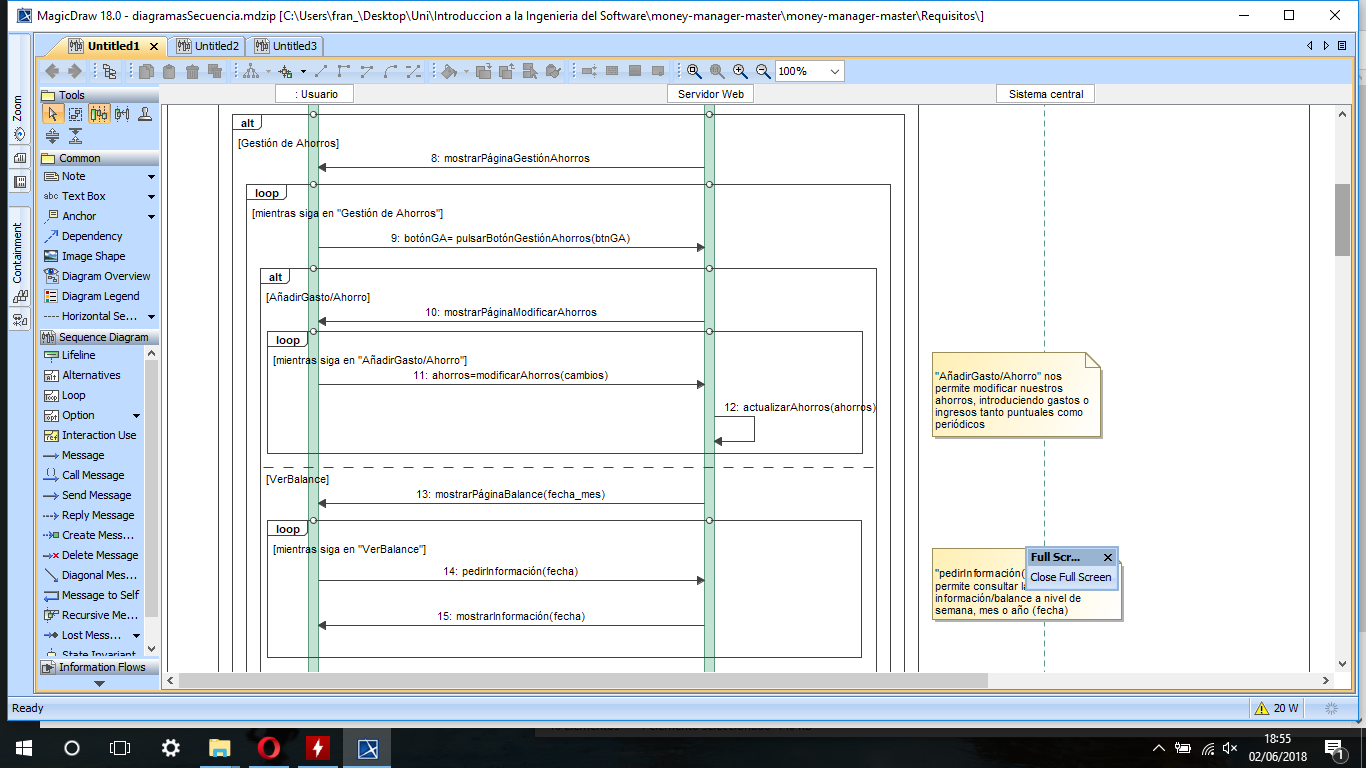 MagicDraw 18.0 - diagramasSecuencia.mdzip [C:\Users\fran_\Desktop\Uni\Introduccion a la Ingenieria del Software\money-manager-master\money-manager-master\Requisitos\]
Untitled1
Untitled2
Untitled3
100%
Zoom
Containment
Tools
Common
Note
abc Text Box
Anchor
Dependency
Image Shape
Diagram Overview
Diagram Legend
Horizontal Se...
Sequence Diagram
Lifeline
Alternatives
Loop
Option
Interaction Use
Message
Call Message
Send Message
Reply Message
Create Mess...
Delete Message
Diagonal Mes...
Message to Self
Recursive Me...
Lost Mess...
State Invariant
Information Flows
: Usuario
Servidor Web
Sistema central
alt
[Gestión de Ahorros]
8: mostrarPáginaGestiónAhorros
loop
[mientras siga en "Gestión de Ahorros"]
9: botónGA= pulsarBotónGestiónAhorros(btnGA)
alt
[AñadirGasto/Ahorro]
10: mostrarPáginaModificarAhorros
loop
[mientras siga en "AñadirGasto/Ahorro"]
11: ahorros=modificarAhorros(cambios)
12: actualizarAhorros(ahorros)
[VerBalance]
13: mostrarPáginaBalance(fecha_mes)
loop
[mientras siga en "VerBalance"]
14: pedirInformación(fecha)
15: mostrarInformación(fecha)
"AñadirGasto/Ahorro" nos
permite modificar nuestros
ahorros, introduciendo gastos o
ingresos tanto puntuales como
periódicos
"pedirInformación(
permite consultar
información/balance a nivel de
semana, mes o año (fecha)
Full Scr...
Close Full Screen
Ready
20 W
18:55
02/06/2018
1